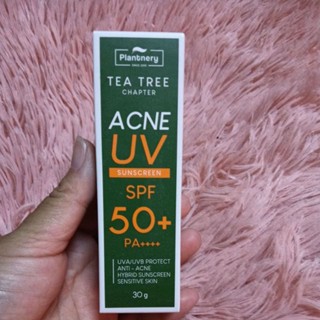 Plantnery
TEA TREE
CHAPTER
ACNE
UV
SUNSCREEN
SPF
50+
PA++++
UVA/UVB PROTECT
ANTI - ACNE
HYBRID SUNSCREEN
SENSITIVE SKIN
30 g